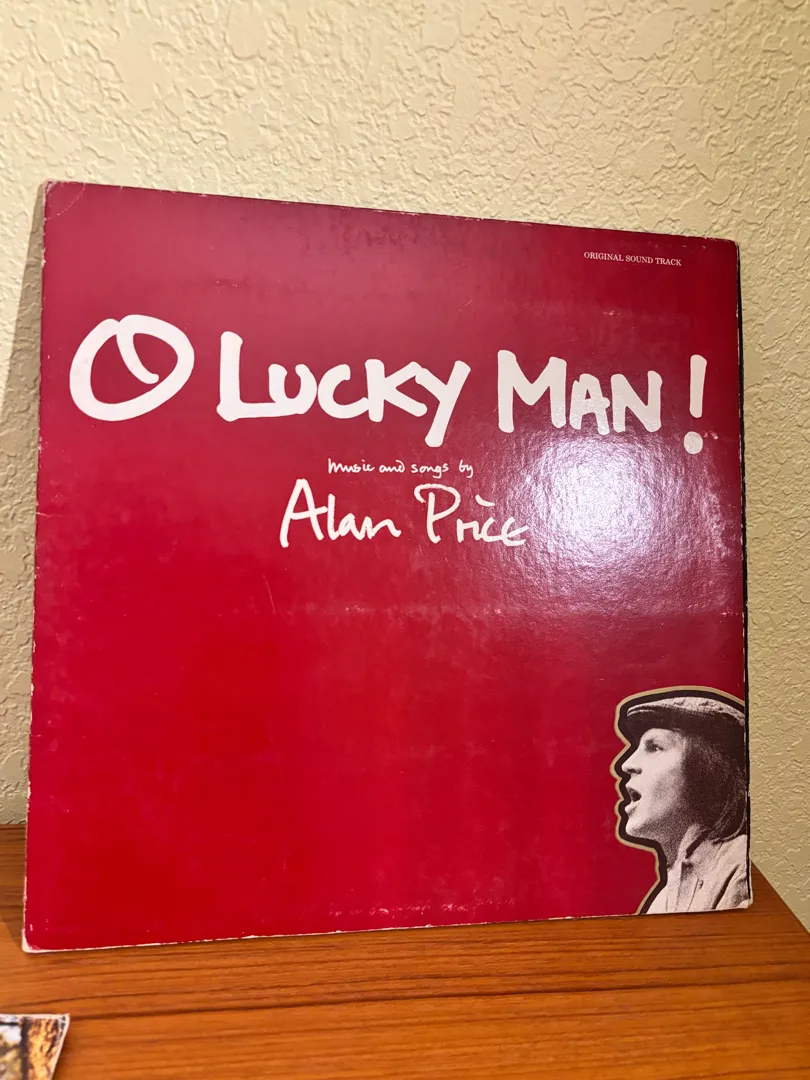 ORIGINAL SOUND TRACK
O LUCKY MAN!
Music and songs by
Alan Price